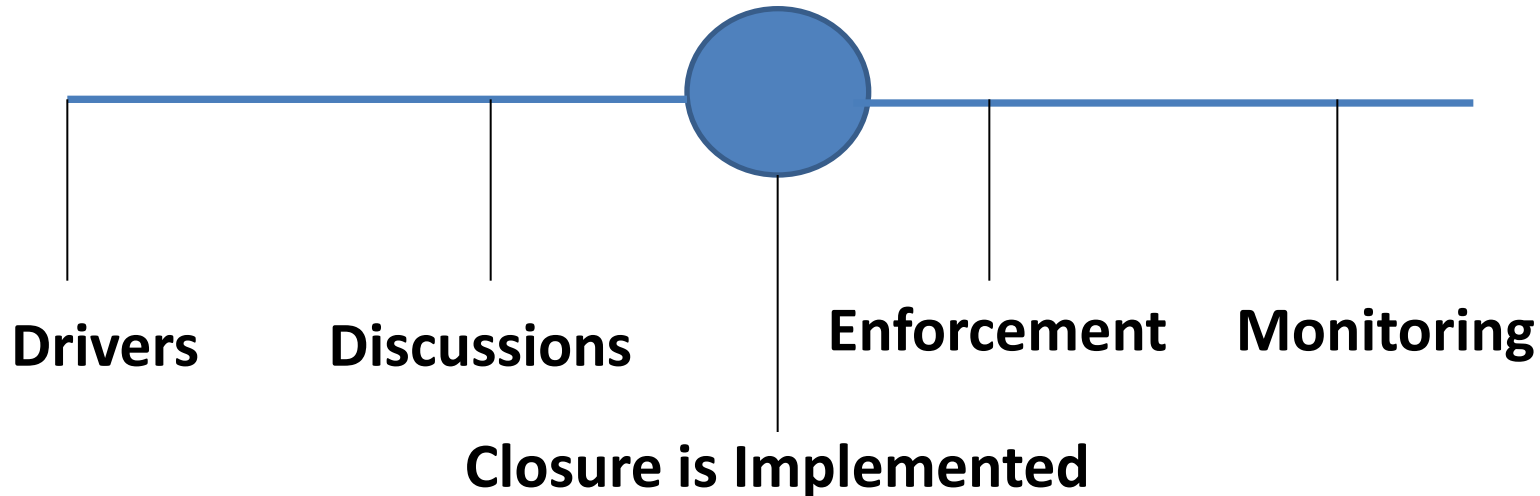 Drivers
Discussions
Enforcement
Monitoring
Closure is Implemented